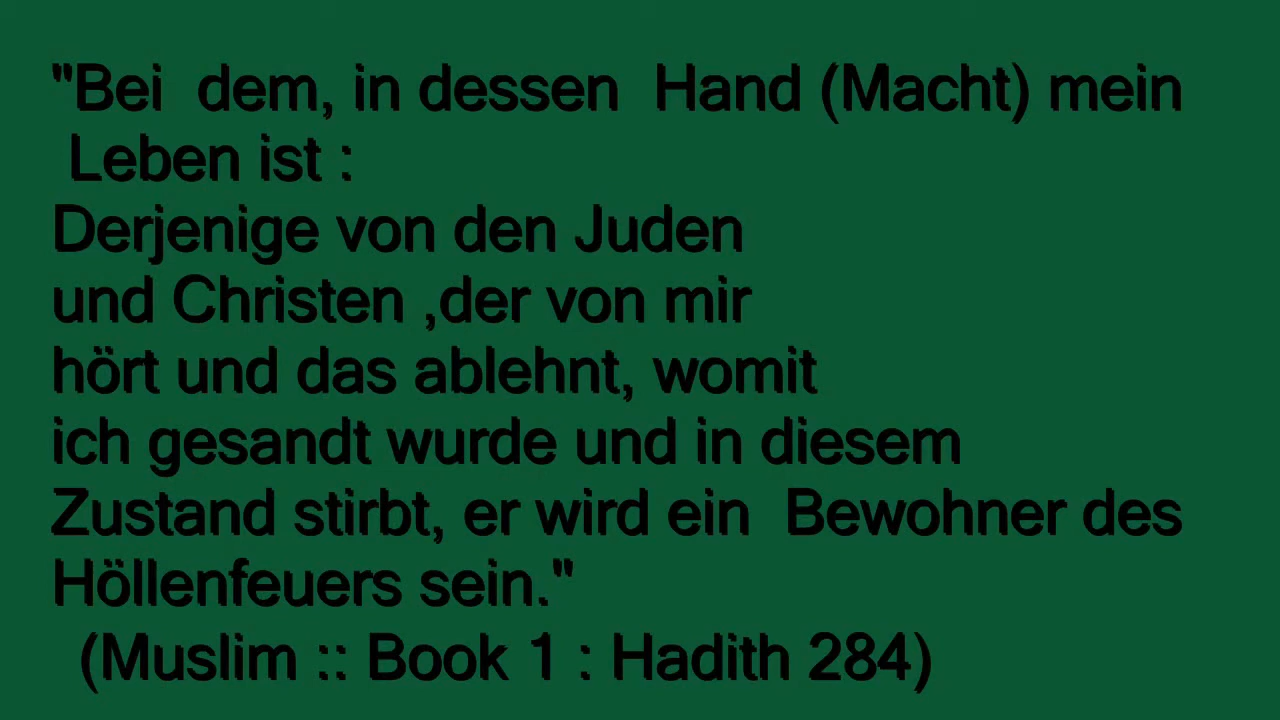 "Bei dem, in dessen Hand (Macht) mein
Leben ist :
Derjenige von den Juden
und Christen ,der von mir
hört und das ablehnt, womit
ich gesandt wurde und in diesem
Zustand stirbt, er wird ein Bewohner des
Höllenfeuers sein."
(Muslim :: Book 1 : Hadith 284)